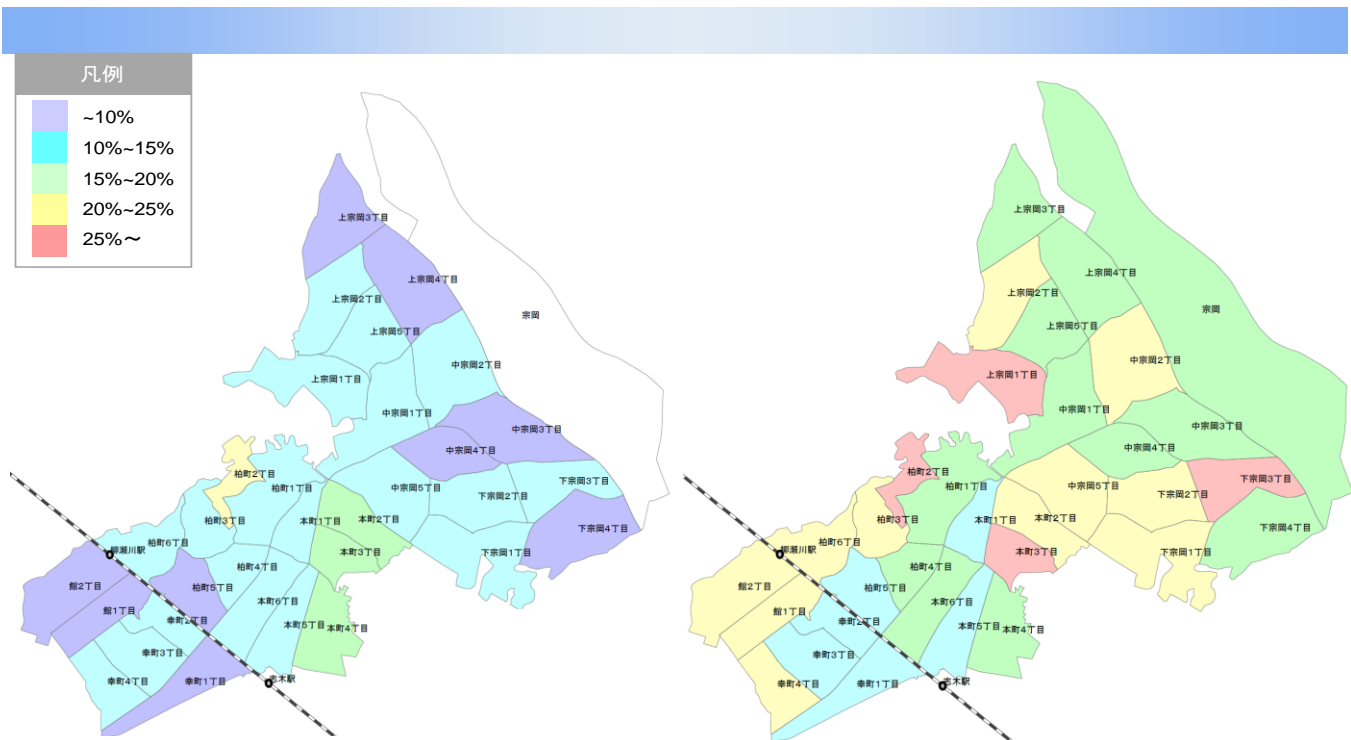 凡例
~10%
10%~15%
15%~20%
20%~25%
25%～
上宗岡3丁目
上宗岡4丁目
上宗岡2丁目
宗岡
上宗岡5丁目
中宗岡2丁目
上宗岡1丁目
中宗岡1丁目
中宗岡3丁目
中宗岡4丁目
柏町2丁目
下宗岡3丁目
柏町1丁目
中宗岡5丁目
下宗岡2丁目
柏町3丁目
本町1丁目
本町2丁目
下宗岡4丁目
柏町6丁目
本町3丁目
下宗岡1丁目
柳瀬川駅
柏町4丁目
館2丁目
柏町5丁目
本町6丁目
館1丁目
幸町2丁目
本町5丁目
本町4丁目
幸町3丁目
志木駅
幸町4丁目
幸町1丁目
上宗岡3丁目
上宗岡4丁目
上宗岡2丁目
宗岡
上宗岡5丁目
中宗岡2丁目
上宗岡1丁目
中宗岡1丁目
中宗岡3丁目
中宗岡4丁目
柏町2丁目
下宗岡3丁目
柏町1丁目
中宗岡5丁目
下宗岡2丁目
柏町3丁目
本町1丁目
本町2丁目
下宗岡4丁目
柏町6丁目
本町3丁目
下宗岡1丁目
柳瀬川駅
柏町4丁目
館2丁目
柏町5丁目
本町6丁目
館1丁目
幸町2丁目
本町5丁目
本町4丁目
幸町3丁目
志木駅
幸町4丁目
幸町1丁目